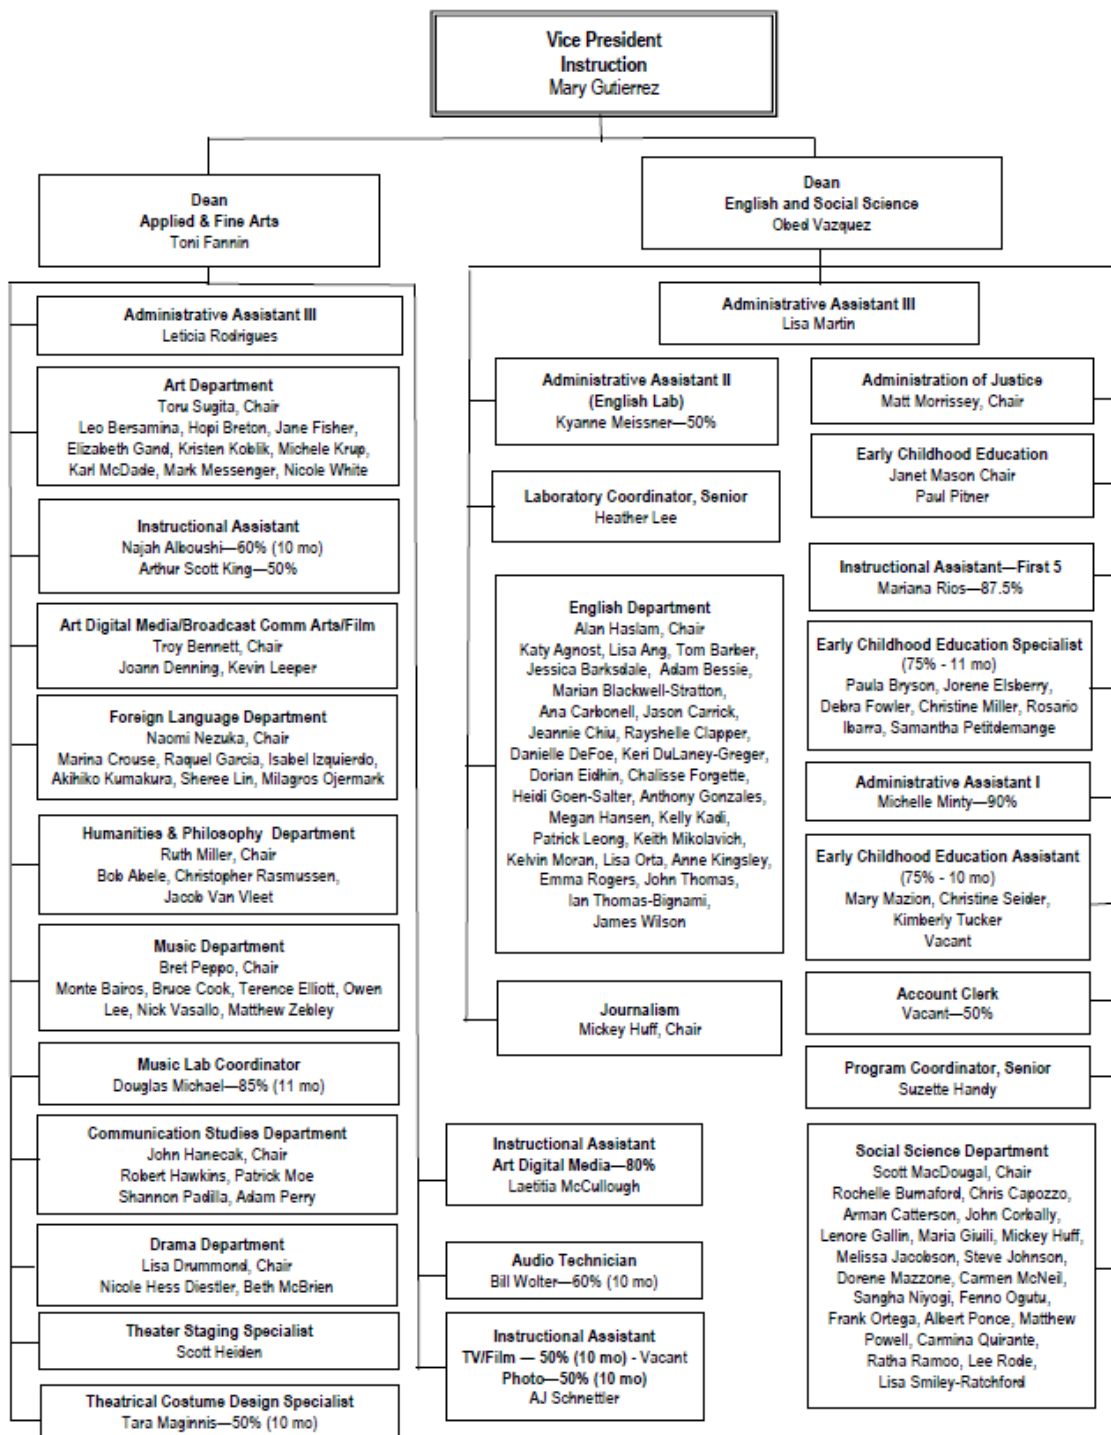 Vice President
Instruction
Mary Gutierrez
Dean
Applied & Fine Arts
Toni Fannin
Dean
English and Social Science
Obed Vazquez
Administrative Assistant III
Leticia Rodrigues
Art Department
Toru Sugita, Chair
Leo Bersamina, Hopi Breton, Jane Fisher,
Elizabeth Gand, Kristen Koblik, Michele Krup,
Karl McDade, Mark Messenger, Nicole White
Instructional Assistant
Najah Alboushi—60% (10 mo)
Arthur Scott King—50%
Art Digital Media/Broadcast Comm Arts/Film
Troy Bennett, Chair
Joann Denning, Kevin Leeper
Foreign Language Department
Naomi Nezuka, Chair
Marina Crouse, Raquel Garcia, Isabel Izquierdo,
Akihiko Kumakura, Sheree Lin, Milagros Ojermark
Humanities & Philosophy Department
Ruth Miller, Chair
Bob Abele, Christopher Rasmussen,
Jacob Van Vleet
Music Department
Bret Peppo, Chair
Monte Bairos, Bruce Cook, Terence Elliott, Owen
Lee, Nick Vasallo, Matthew Zebley
Music Lab Coordinator
Douglas Michael—85% (11 mo)
Communication Studies Department
John Hanecak, Chair
Robert Hawkins, Patrick Moe
Shannon Padilla, Adam Perry
Drama Department
Lisa Drummond, Chair
Nicole Hess Diestler, Beth McBrien
Theater Staging Specialist
Scott Heiden
Theatrical Costume Design Specialist
Tara Maginnis—50% (10 mo)
Instructional Assistant
Art Digital Media—80%
Laetitia McCullough
Audio Technician
Bill Wolter—60% (10 mo)
Instructional Assistant
TV/Film — 50% (10 mo) - Vacant
Photo—50% (10 mo)
AJ Schnettler
Administrative Assistant III
Lisa Martin
Administrative Assistant II
(English Lab)
Kyanne Meissner—50%
Laboratory Coordinator, Senior
Heather Lee
English Department
Alan Haslam, Chair
Katy Agnost, Lisa Ang, Tom Barber,
Jessica Barksdale, Adam Bessie,
Marian Blackwell-Stratton,
Ana Carbonell, Jason Carrick,
Jeannie Chiu, Rayshelle Clapper,
Danielle DeFoe, Keri DuLaney-Greger,
Dorian Eidhin, Chalisse Forgette,
Heidi Goen-Salter, Anthony Gonzales,
Megan Hansen, Kelly Kadi,
Patrick Leong, Keith Mikolavich,
Kelvin Moran, Lisa Orta, Anne Kingsley,
Emma Rogers, John Thomas,
Ian Thomas-Bignami,
James Wilson
Journalism
Mickey Huff, Chair
Administration of Justice
Matt Morrissey, Chair
Early Childhood Education
Janet Mason Chair
Paul Pitner
Instructional Assistant—First 5
Mariana Rios—87.5%
Early Childhood Education Specialist
(75% - 11 mo)
Paula Bryson, Jorene Elsberry,
Debra Fowler, Christine Miller, Rosario
Ibarra, Samantha Petitdemange
Administrative Assistant I
Michelle Minty—90%
Early Childhood Education Assistant
(75% - 10 mo)
Mary Mazion, Christine Seider,
Kimberly Tucker
Vacant
Account Clerk
Vacant—50%
Program Coordinator, Senior
Suzette Handy
Social Science Department
Scott MacDougal, Chair
Rochelle Burnaford, Chris Capozzo,
Arman Catterson, John Corbally,
Lenore Gallin, Maria Giuili, Mickey Huff,
Melissa Jacobson, Steve Johnson,
Dorene Mazzone, Carmen McNeil,
Sangha Niyogi, Fenno Ogutu,
Frank Ortega, Albert Ponce, Matthew
Powell, Carmina Quirante,
Ratha Ramoo, Lee Rode,
Lisa Smiley-Ratchford